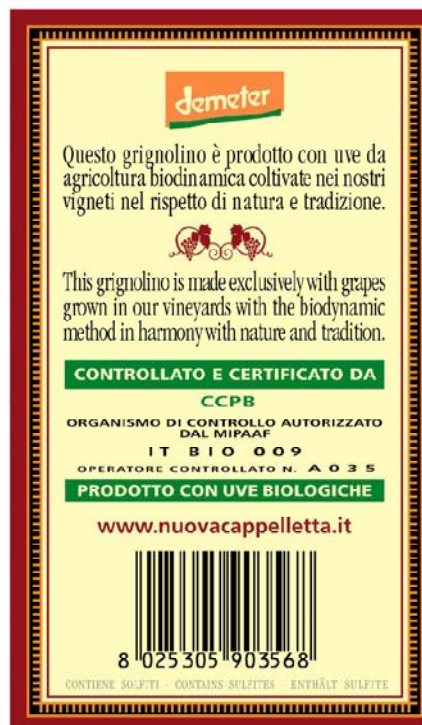 demeter
Questo grignolino è prodotto con uve da
agricoltura biodinamica coltivate nei nostri
vigneti nel rispetto di natura e tradizione.
This grignolino is made exclusively with grapes
grown in our vineyards with the biodynamic
method in harmony with nature and tradition.
CONTROLLATO E CERTIFICATO DA
CCPB
ORGANISMO DI CONTROLLO AUTORIZZATO
DAL MIPAAF
IT BIO 009
OPERATORE CONTROLLATO N. A035
PRODOTTO CON UVE BIOLOGICHE
www.nuovacappelletta.it
8 025305 903568
CONTIENE SOLFITI - CONTAINS SULFITES - ENTHÄLT SULFITE